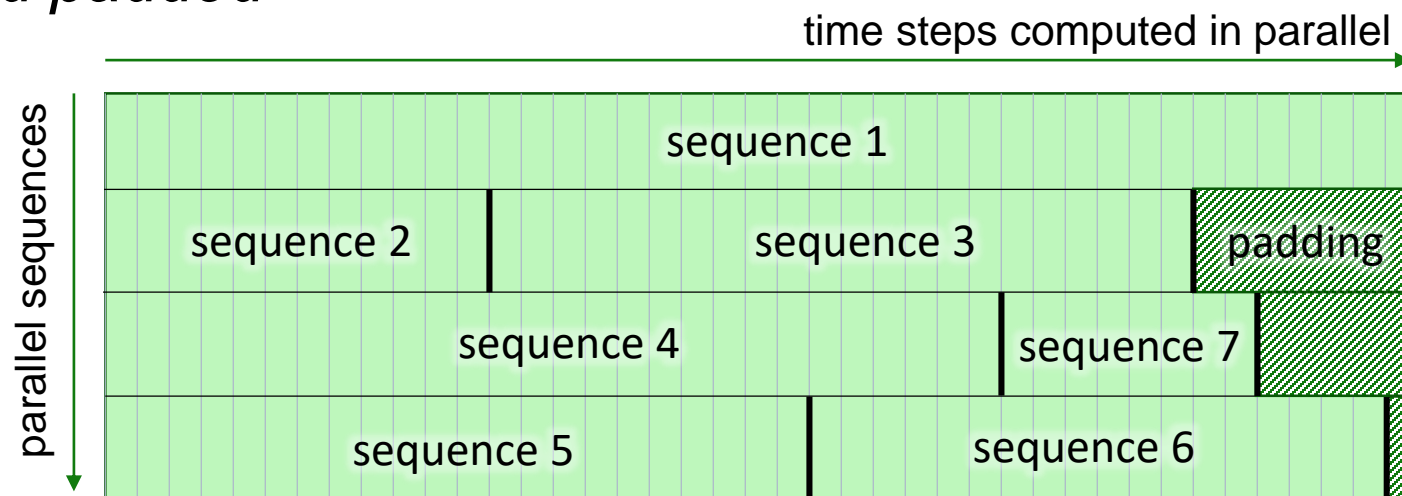 time steps computed in parallel
parallel sequences
sequence 1
sequence 2 sequence 3 padding
sequence 4 sequence 7
sequence 5 sequence 6